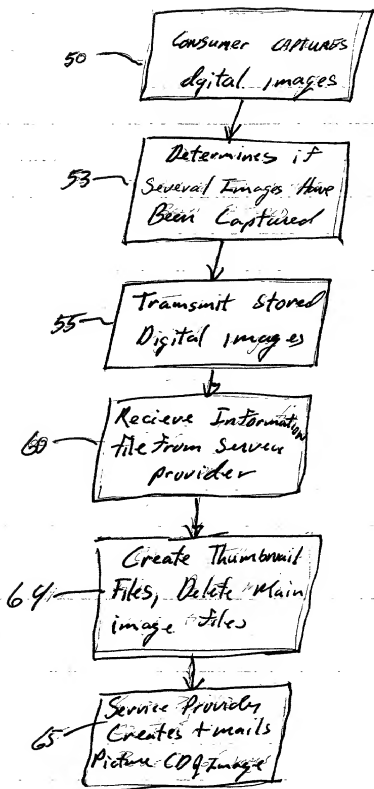 50
Consumer CAPTURES
dgital images
53
Determines if
Several Images Have
Been Captured
55
Transmit stored
Digital images
60
Recieve Information
file from Server
provider
64
Create Thumbnail
Files, Delete Main
image files
65
Service Provider
Creates + mails
Picture CD of Image